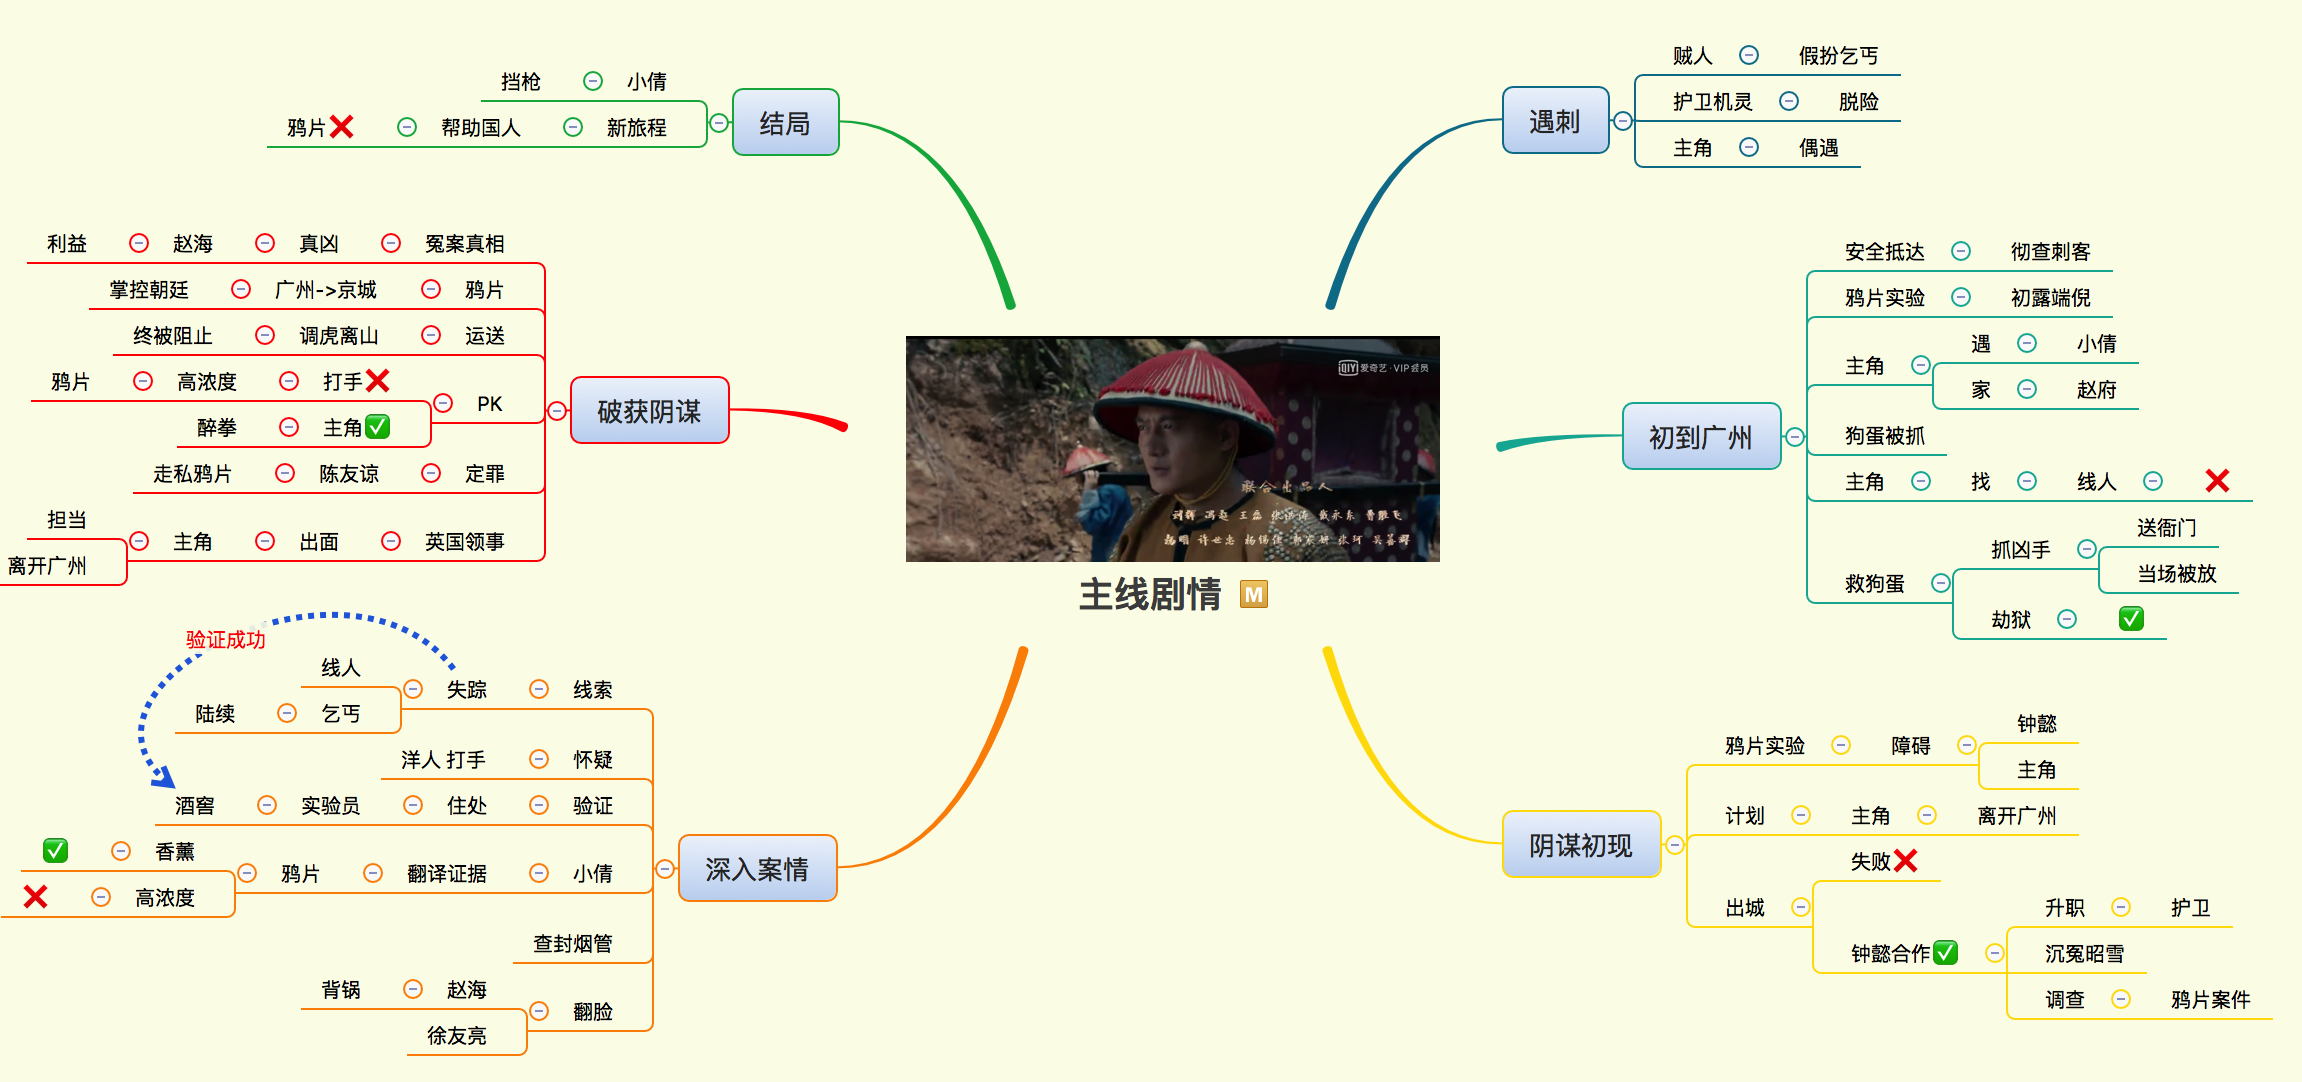 主线剧情 M
iQIYI 爱奇艺·VIP会员
联合出品人
遇刺
贼人 假扮乞丐
护卫机灵 脱险
主角 偶遇
初到广州
安全抵达 彻查刺客
鸦片实验 初露端倪
主角
遇 小倩
家 赵府
狗蛋被抓
主角 找 线人 ❌
救狗蛋
抓凶手
送衙门
当场被放
劫狱 ✅
阴谋初现
鸦片实验 障碍
钟懿
主角
计划 主角 离开广州
出城
失败❌
钟懿合作✅
升职 护卫
沉冤昭雪
调查 鸦片案件
结局
挡枪 小倩
鸦片❌ 帮助国人 新旅程
破获阴谋
利益 赵海 真凶 冤案真相
掌控朝廷 广州->京城 鸦片
终被阻止 调虎离山 运送
PK
鸦片 高浓度 打手❌
醉拳 主角✅
走私鸦片 陈友谅 定罪
主角 出面 英国领事
担当
离开广州
深入案情
验证成功
失踪 线索
线人
陆续 乞丐
洋人 打手 怀疑
酒窖 实验员 住处 验证
鸦片 翻译证据 小倩
✅ 香薰
❌ 高浓度
查封烟管
翻脸
背锅 赵海
徐友亮